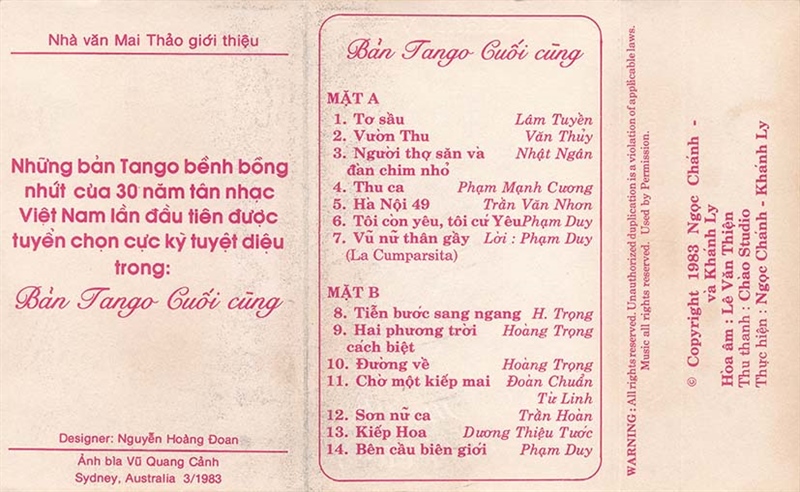 Nhà văn Mai Thảo giới thiệu
Những bản Tango bềnh bồng
nhứt của 30 năm tân nhạc
Việt Nam lần đầu tiên được
tuyển chọn cực kỳ tuyệt diệu
trong:
Bản Tango Cuối cùng
Designer: Nguyễn Hoàng Đoan
Ảnh bìa Vũ Quang Cảnh
Sydney, Australia 3/1983
Bản Tango Cuối cùng
MẶT A
1. Tơ sầu Lâm Tuyền
2. Vườn Thu Văn Thủy
3. Người thợ săn và Nhật Ngân
đàn chim nhỏ
4. Thu ca Phạm Mạnh Cương
5. Hà Nội 49 Trần Văn Nhơn
6. Tôi còn yêu, tôi cứ Yêu Phạm Duy
7. Vũ nữ thân gầy Lời : Phạm Duy
(La Cumparsita)
MẶT B
8. Tiễn bước sang ngang H. Trọng
9. Hai phương trời Hoàng Trọng
cách biệt
10. Đường về Hoàng Trọng
11. Chờ một kiếp mai Đoàn Chuẩn
Từ Linh
12. Sơn nữ ca Trần Hoàn
13. Kiếp Hoa Dương Thiệu Tước
14. Bên cầu biên giới Phạm Duy
WARNING : All rights reserved. Unauthorized duplication is a violation of applicable laws.
Music all rights reserved. Used by Permission.
© Copyright 1983 Ngọc Chánh -
và Khánh Ly
Hoa âm : Lê Văn Thiện
Thu thanh : Chao Studio
Thực hiện : Ngọc Chánh - Khánh Ly